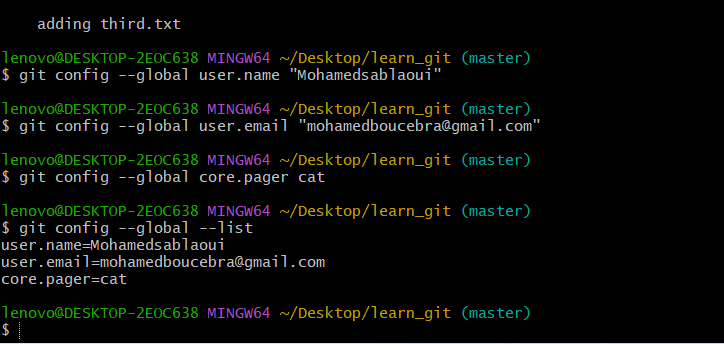 adding third.txt
lenovo@DESKTOP-2EOC638 MINGW64 ~/Desktop/learn_git (master)
$ git config --global user.name "Mohamedsablaoui"
lenovo@DESKTOP-2EOC638 MINGW64 ~/Desktop/learn_git (master)
$ git config --global user.email "mohamedboucebra@gmail.com"
lenovo@DESKTOP-2EOC638 MINGW64 ~/Desktop/learn_git (master)
$ git config --global core.pager cat
lenovo@DESKTOP-2EOC638 MINGW64 ~/Desktop/learn_git (master)
$ git config --global --list
user.name=Mohamedsablaoui
user.email=mohamedboucebra@gmail.com
core.pager=cat
lenovo@DESKTOP-2EOC638 MINGW64 ~/Desktop/learn_git (master)
$